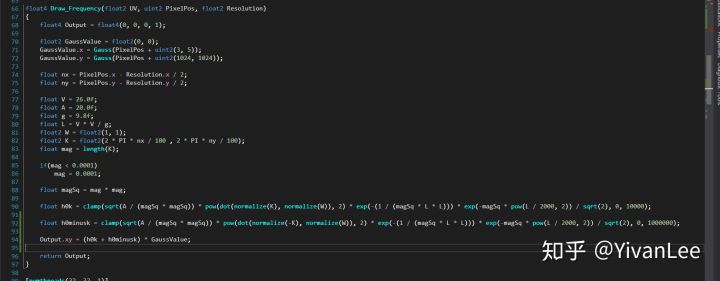 66 float4 Draw_Frequency(float2 UV, uint2 PixelPos, float2 Resolution)
67 {
68 float4 Output = float4(0, 0, 0, 1);
69
70 float2 GaussValue = float2(0, 0);
71 GaussValue.x = Gauss(PixelPos + uint2(3, 5));
72 GaussValue.y = Gauss(PixelPos + uint2(1024, 1024));
73
74 float nx = PixelPos.x - Resolution.x / 2;
75 float ny = PixelPos.y - Resolution.y / 2;
76
77 float V = 26.0f;
78 float A = 20.0f;
79 float g = 9.8f;
80 float L = V * V / g;
81 float2 W = float2(1, 1);
82 float2 K = float2(2 * PI * nx / 100 , 2 * PI * ny / 100);
83 float mag = length(K);
84
85 if(mag < 0.0001)
86 mag = 0.0001;
87
88 float magSq = mag * mag;
89
90 float h0k = clamp(sqrt(A / (magSq * magSq)) * pow(dot(normalize(K), normalize(W)), 2) * exp(-(1 / (magSq * L * L))) * exp(-magSq * pow(L / 2000, 2)) / sqrt(2), 0, 10000);
91
92 float h0minusk = clamp(sqrt(A / (magSq * magSq)) * pow(dot(normalize(-K), normalize(W)), 2) * exp(-(1 / (magSq * L * L))) * exp(-magSq * pow(L / 2000, 2)) / sqrt(2), 0, 1000000);
93
94 Output.xy = (h0k + h0minusk) * GaussValue;
95
96 return Output;
97 }
98
知乎 @YivanLee